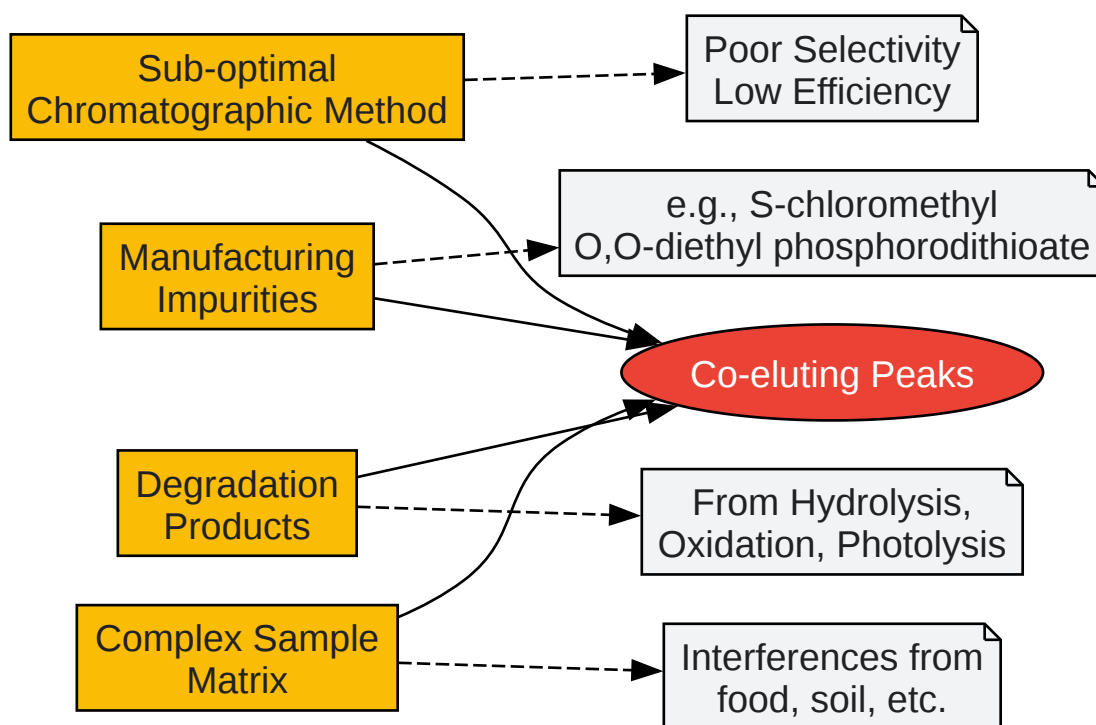 Sub-optimal
Chromatographic Method
Poor Selectivity
Low Efficiency
Manufacturing
Impurities
e.g., S-chloromethyl
O,O-diethyl phosphorodithioate
Co-eluting Peaks
Degradation
Products
From Hydrolysis,
Oxidation, Photolysis
Complex Sample
Matrix
Interferences from
food, soil, etc.